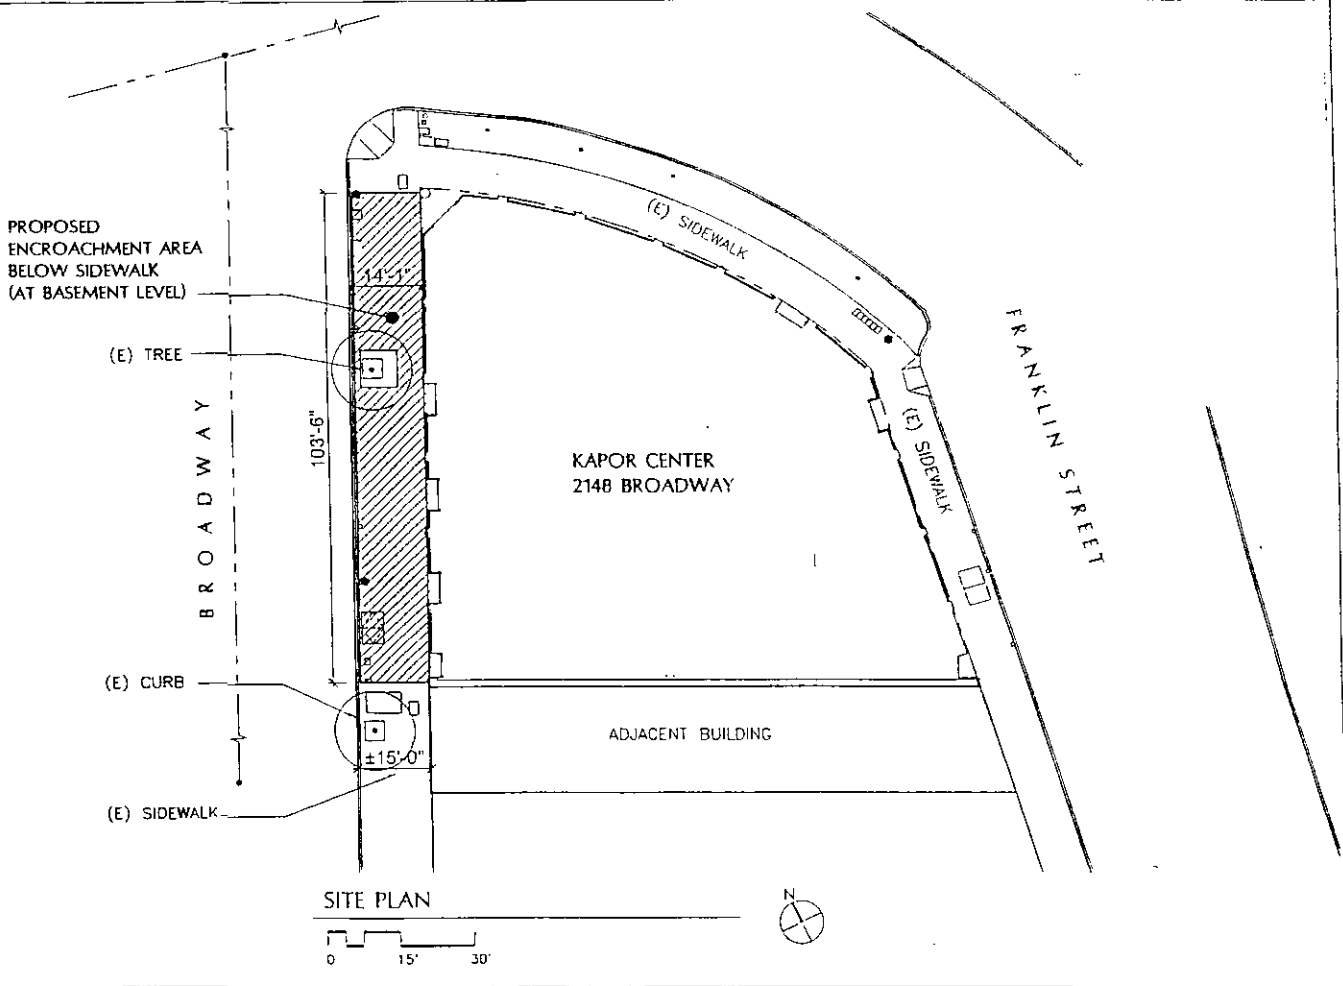 PROPOSED
ENCROACHMENT AREA
BELOW SIDEWALK
(AT BASEMENT LEVEL)
14'-1"
(E) TREE
103'-6"
BROADWAY
(E) SIDEWALK
KAPOR CENTER
2148 BROADWAY
(E) SIDEWALK
FRANKLIN STREET
(E) CURB
ADJACENT BUILDING
±15'-0"
(E) SIDEWALK
SITE PLAN
0 15' 30'
N